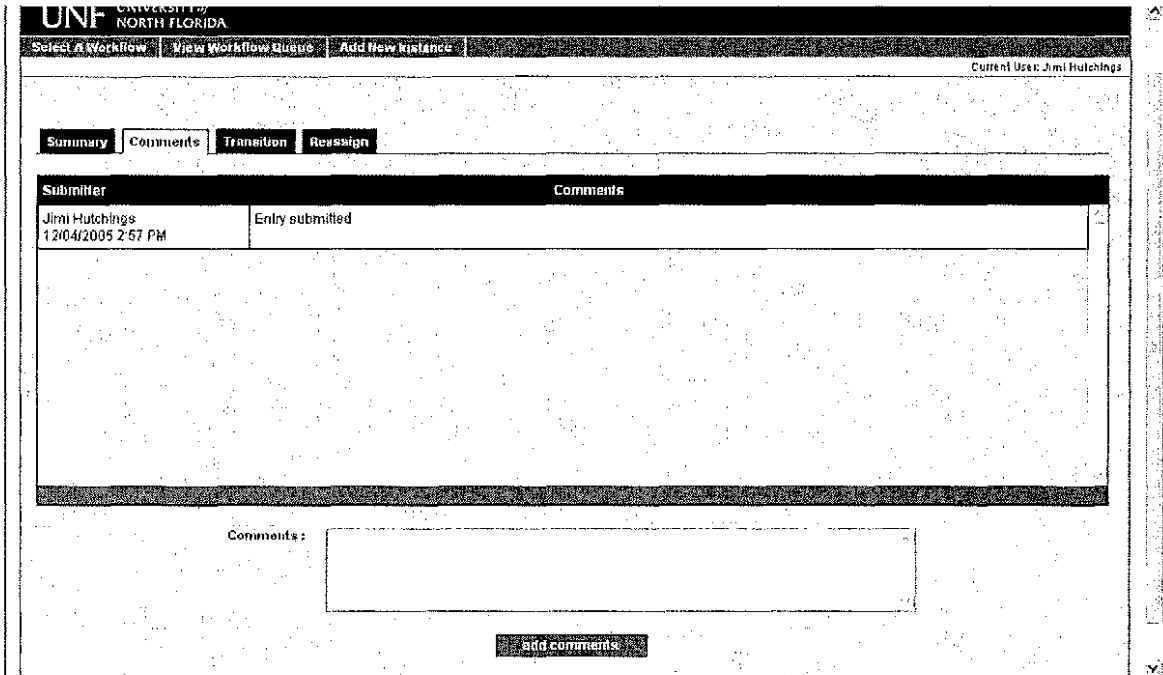 UNF UNIVERSITY of
NORTH FLORIDA
Select A Workflow View Workflow Queue Add New Instance
Current User: Jimi Hutchings
Summary Comments Transition Reassign
Submitter Comments
Jimi Hutchings Entry submitted
12/04/2005 2:57 PM
Comments :
add comments